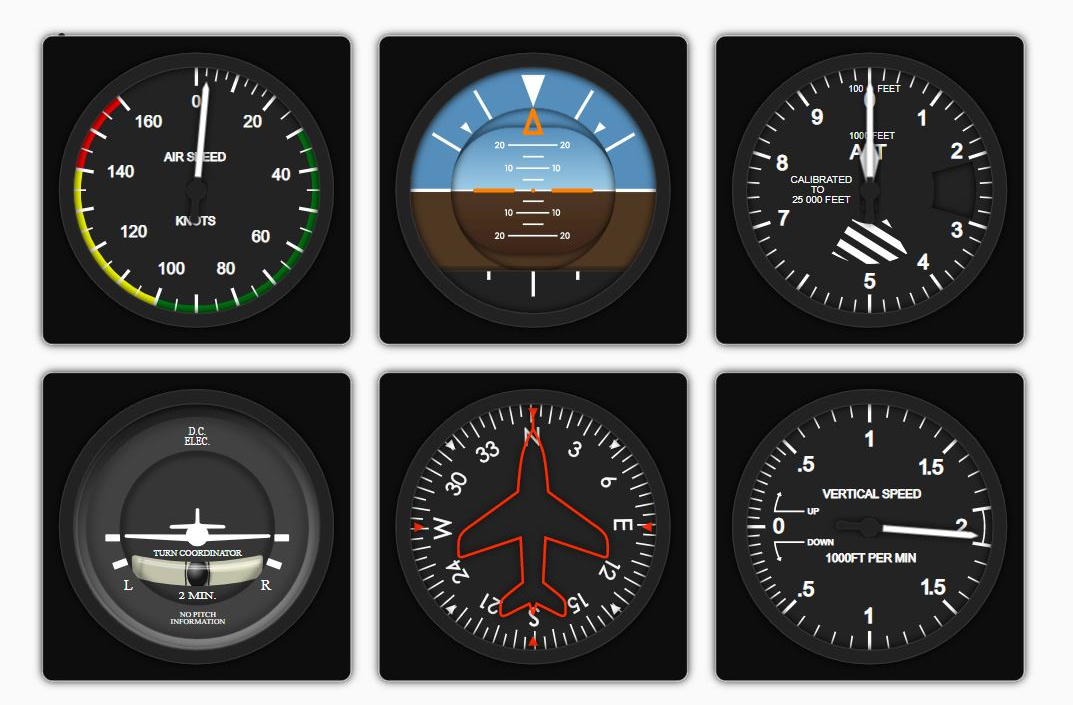 0
20
40
60
80
100
120
140
160
AIR SPEED
KNOTS
20 20
10 10
10 10
20 20
100 FEET
1000 FEET
ALT
CALIBRATED
TO
25 000 FEET
1
2
3
4
5
7
8
9
D.C.
ELEC.
TURN COORDINATOR
L R
2 MIN.
NO PITCH
INFORMATION
N
3
6
E
12
15
S
21
24
W
30
33
1
.5 1.5
VERTICAL SPEED
UP
0 2
DOWN
1000FT PER MIN
.5 1.5
1